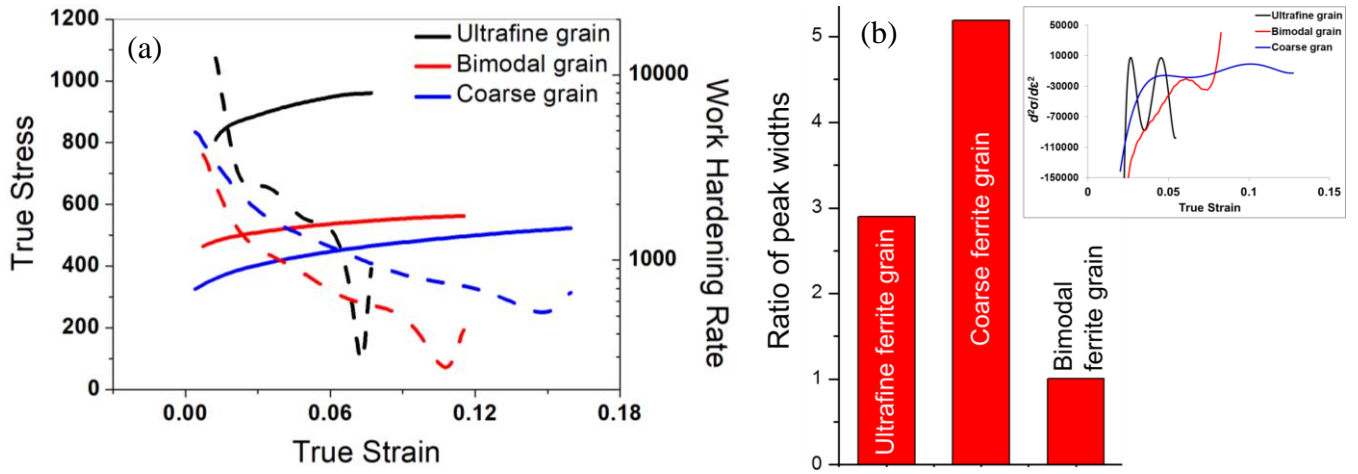 (a)
Ultrafine grain
Bimodal grain
Coarse grain
True Stress
1200
1000
800
600
400
200
0
0.00
0.06
0.12
0.18
True Strain
10000
1000
Work Hardening Rate
(b)
Ratio of peak widths
5
4
3
2
1
0
Ultrafine ferrite grain
Coarse ferrite grain
Bimodal
ferrite grain
Ultrafine grain
Bimodal grain
Coarse gran
d²σ/dε²
50000
10000
-30000
-70000
-110000
-150000
0
0.05
0.1
0.15
True Strain